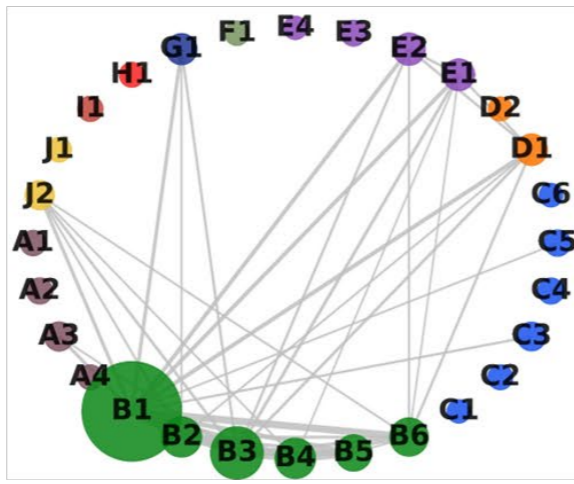 G1 F1 E4 E3 E2
H1 E1
I1 D2
J1 D1
J2 C6
A1 C5
A2 C4
A3 C3
A4 C2
B1 C1
B2 B3 B4 B5 B6